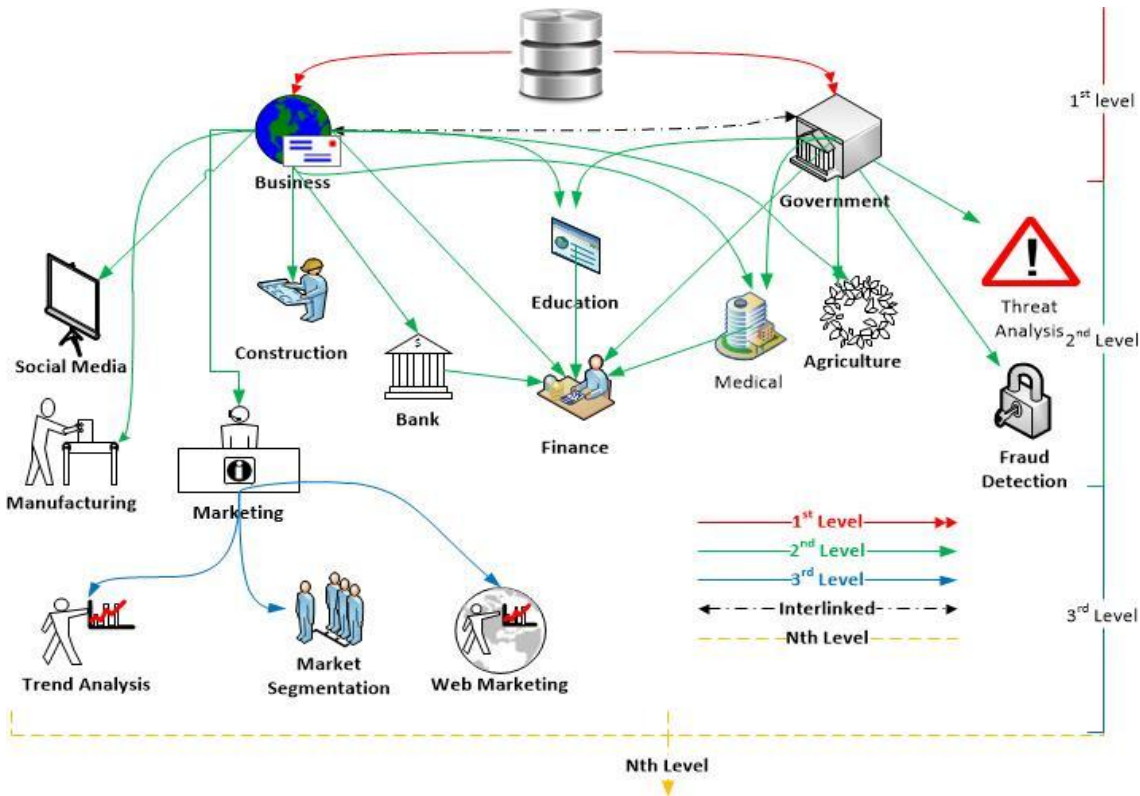 1st level
Business
Government
Education
Threat
Analysis
2nd Level
Social Media
Construction
Bank
Medical
Agriculture
Finance
Manufacturing
Marketing
Fraud
Detection
1st Level
2nd Level
3rd Level
Interlinked
Nth Level
3rd Level
Trend Analysis
Market
Segmentation
Web Marketing
Nth Level